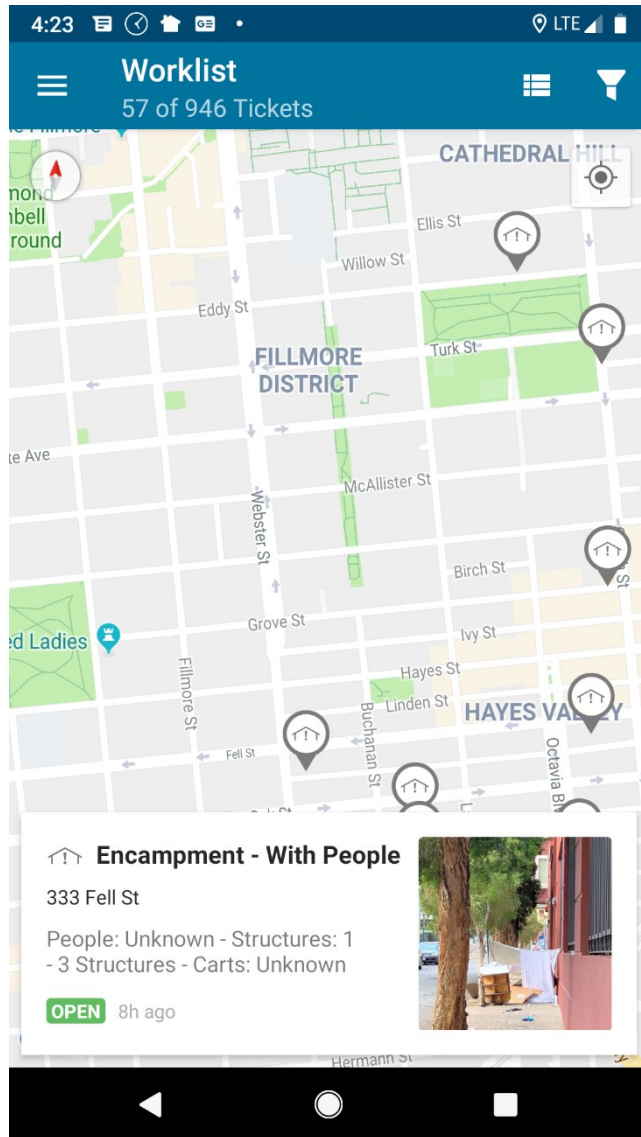 4:23
LTE
Worklist
57 of 946 Tickets
CATHEDRAL HILL
Ellis St
Willow St
Eddy St
Turk St
FILLMORE
DISTRICT
McAllister St
Webster St
Birch St
Grove St
Ivy St
Fillmore St
Hayes St
Linden St
HAYES VALLEY
Buchanan St
Fell St
Octavia
Encampment - With People
333 Fell St
People: Unknown - Structures: 1
- 3 Structures - Carts: Unknown
OPEN 8h ago
Hermann St